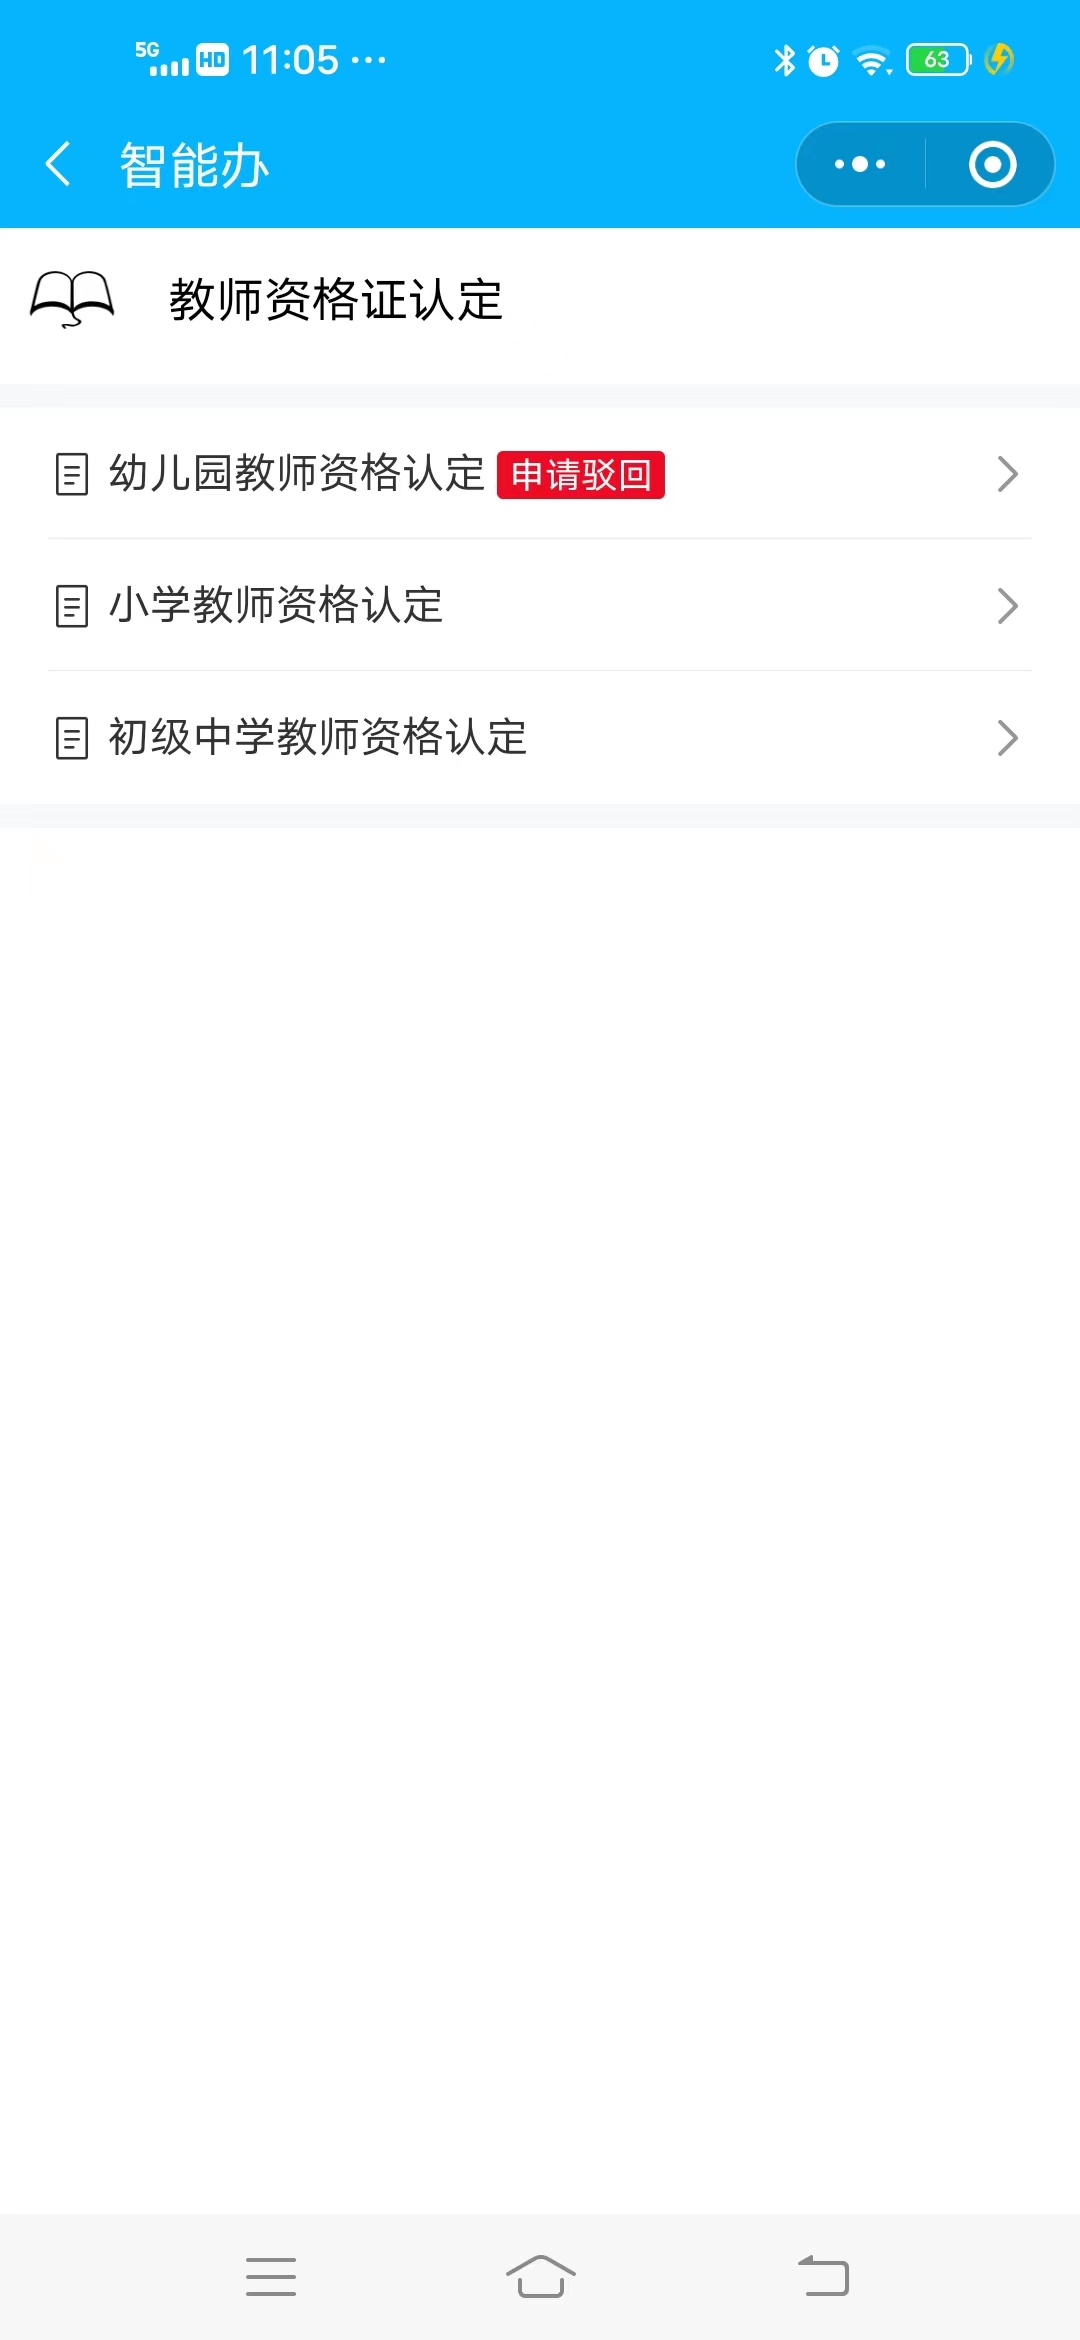 5G HD 11:05 ··· 63
智能办
教师资格证认定
幼儿园教师资格认定 申请驳回
小学教师资格认定
初级中学教师资格认定